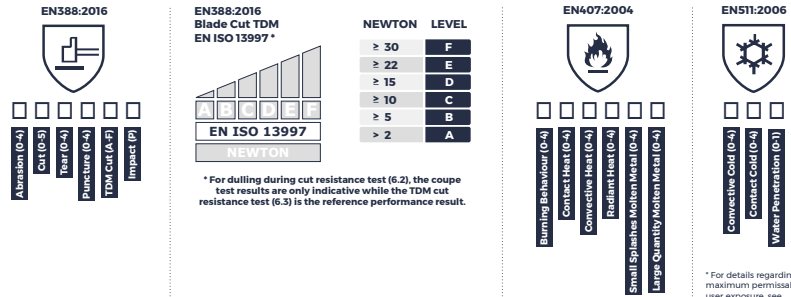 EN388:2016
Abrasion (0-4)
Cut (0-5)
Tear (0-4)
Puncture (0-4)
TDM Cut (A-F)
Impact (P)
EN388:2016
Blade Cut TDM
EN ISO 13997 *
A B C D E F
EN ISO 13997
NEWTON
NEWTON LEVEL
≥ 30 F
≥ 22 E
≥ 15 D
≥ 10 C
≥ 5 B
> 2 A
* For dulling during cut resistance test (6.2), the coupe
test results are only indicative while the TDM cut
resistance test (6.3) is the reference performance result.
EN407:2004
Burning Behaviour (0-4)
Contact Heat (0-4)
Convective Heat (0-4)
Radiant Heat (0-4)
Small Splashes Molten Metal (0-4)
Large Quantity Molten Metal (0-4)
EN511:2006
Convective Cold (0-4)
Contact Cold (0-4)
Water Penetration (0-1)
* For details regardin
maximum permissal
user exposure, see